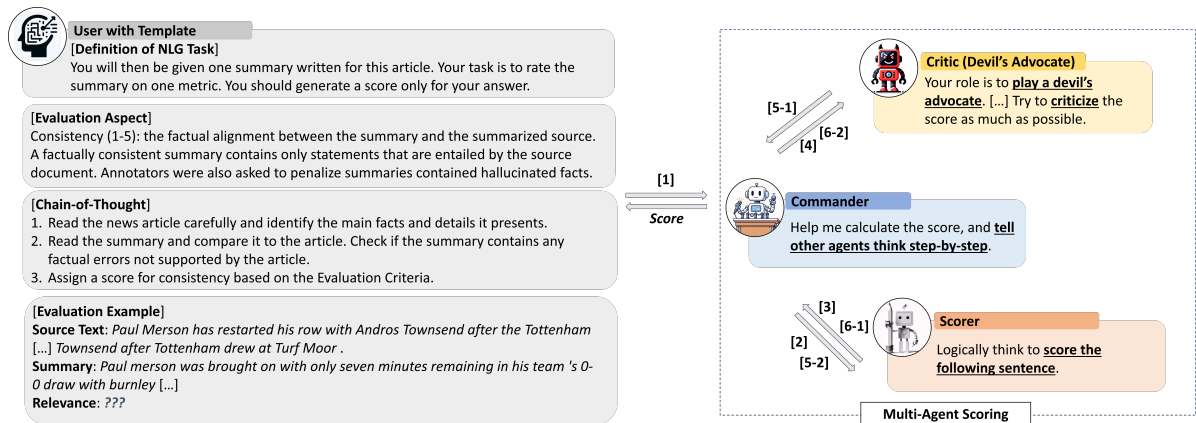 User with Template
[Definition of NLG Task]
You will then be given one summary written for this article. Your task is to rate the
summary on one metric. You should generate a score only for your answer.
[Evaluation Aspect]
Consistency (1-5): the factual alignment between the summary and the summarized source.
A factually consistent summary contains only statements that are entailed by the source
document. Annotators were also asked to penalize summaries contained hallucinated facts.
[Chain-of-Thought]
1. Read the news article carefully and identify the main facts and details it presents.
2. Read the summary and compare it to the article. Check if the summary contains any
factual errors not supported by the article.
3. Assign a score for consistency based on the Evaluation Criteria.
[Evaluation Example]
Source Text: Paul Merson has restarted his row with Andros Townsend after the Tottenham
[...] Townsend after Tottenham drew at Turf Moor .
Summary: Paul merson was brought on with only seven minutes remaining in his team 's 0-
0 draw with burnley [...]
Relevance: ???
[1]
Score
Critic (Devil's Advocate)
Your role is to play a devil's
advocate. [...] Try to criticize the
score as much as possible.
[5-1]
[6-2]
[4]
Commander
Help me calculate the score, and tell
other agents think step-by-step.
[3]
[6-1]
[2]
[5-2]
Scorer
Logically think to score the
following sentence.
Multi-Agent Scoring